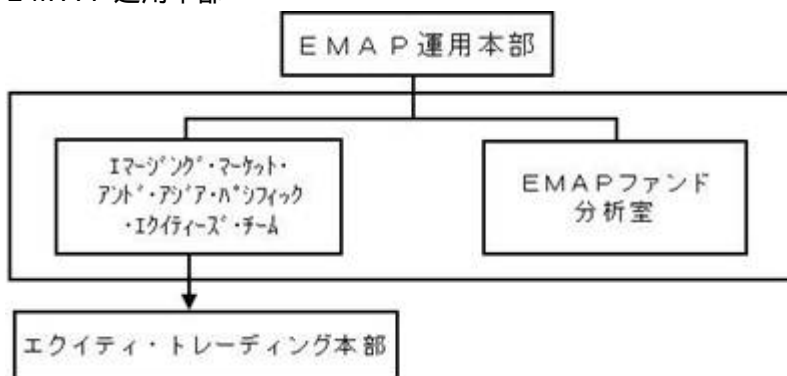 EMAP運用本部
エマージング・マーケット・
アンド・アジア・パシフィック
・エクイティーズ・チーム
EMAPファンド
分析室
エクイティ・トレーディング本部